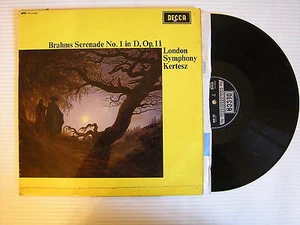 DECCA
Brahms Serenade No. 1 in D, Op. 11
London
Symphony
Kertesz
DECCA